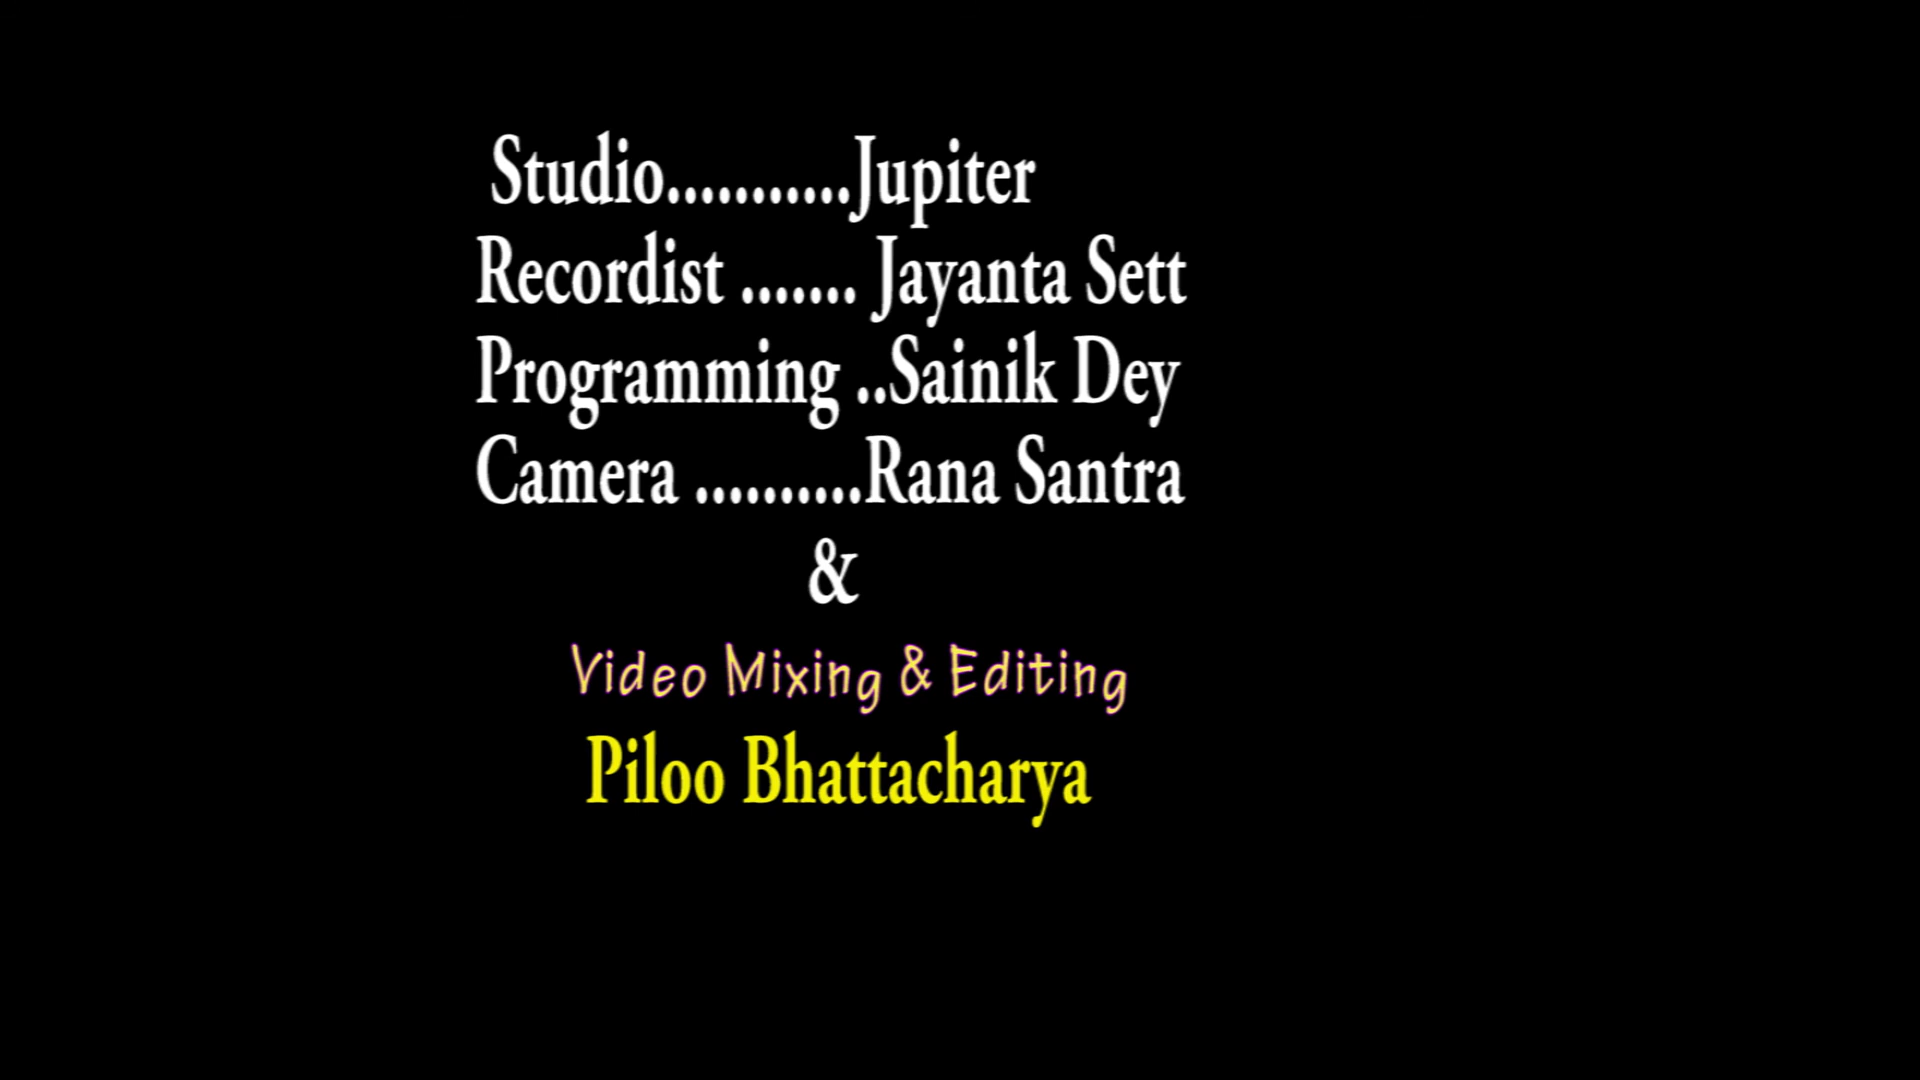 Studio...........Jupiter
Recordist ....... Jayanta Sett
Programming ..Sainik Dey
Camera ..........Rana Santra
&
Video Mixing & Editing
Piloo Bhattacharya